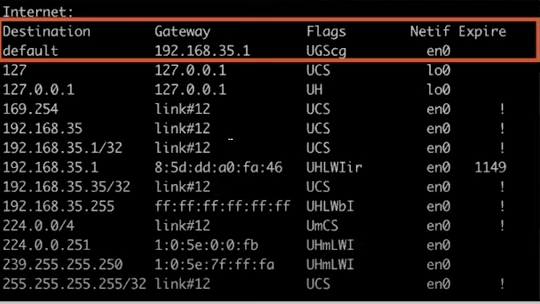 Internet:
Destination Gateway Flags Netif Expire
default 192.168.35.1 UGScg en0
127 127.0.0.1 UCS lo0
127.0.0.1 127.0.0.1 UH lo0
169.254 link#12 UCS en0 !
192.168.35 link#12 UCS en0 !
192.168.35.1/32 link#12 UCS en0 !
192.168.35.1 8:5d:dd:a0:fa:46 UHLWIir en0 1149
192.168.35.35/32 link#12 UCS en0 !
192.168.35.255 ff:ff:ff:ff:ff:ff UHLWbI en0 !
224.0.0/4 link#12 UmCS en0 !
224.0.0.251 1:0:5e:0:0:fb UHmLWI en0
239.255.255.250 1:0:5e:7f:ff:fa UHmLWI en0
255.255.255.255/32 link#12 UCS en0 !